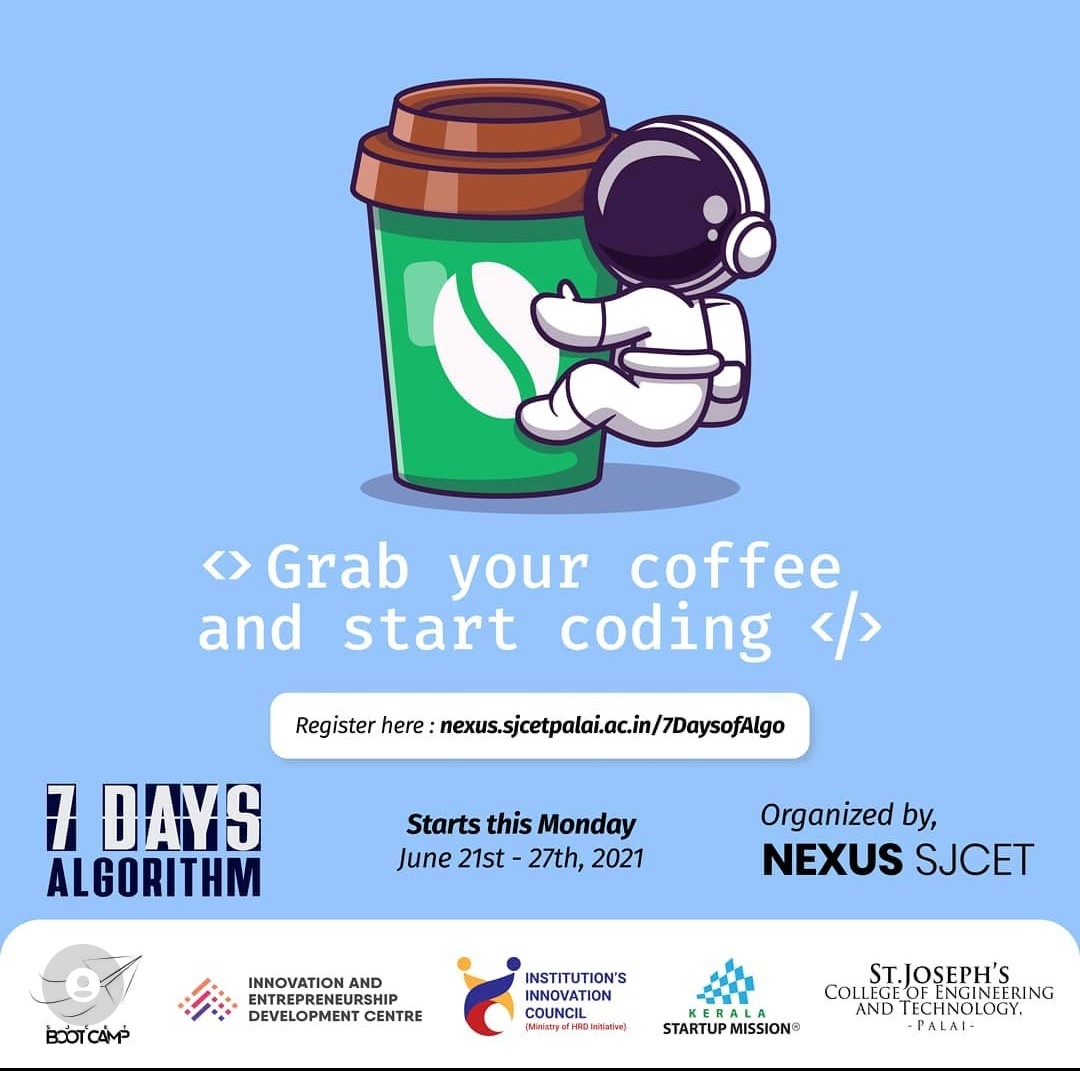 <> Grab your coffee
and start coding </>
Register here : nexus.sjcetpalai.ac.in/7DaysofAlgo
7 DAYS
ALGORITHM
Starts this Monday
June 21st - 27th, 2021
Organized by,
NEXUS SJCET
BOOTCAMP
INNOVATION AND
ENTREPRENEURSHIP
DEVELOPMENT CENTRE
INSTITUTION'S
INNOVATION
COUNCIL
(Ministry of HRD Initiative)
KERALA
STARTUP MISSION®
ST.JOSEPH'S
COLLEGE OF ENGINEERING
AND TECHNOLOGY,
-PALAI-